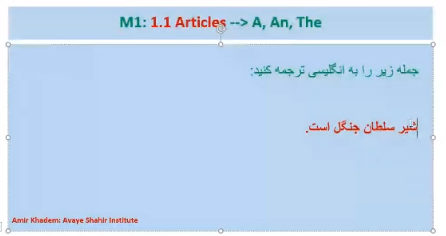 M1: 1.1 Articles --> A, An, The
جمله زیر را به انگلیسی ترجمه کنید:
شیر سلطان جنگل است.
Amir Khadem: Avaye Shahir Institute